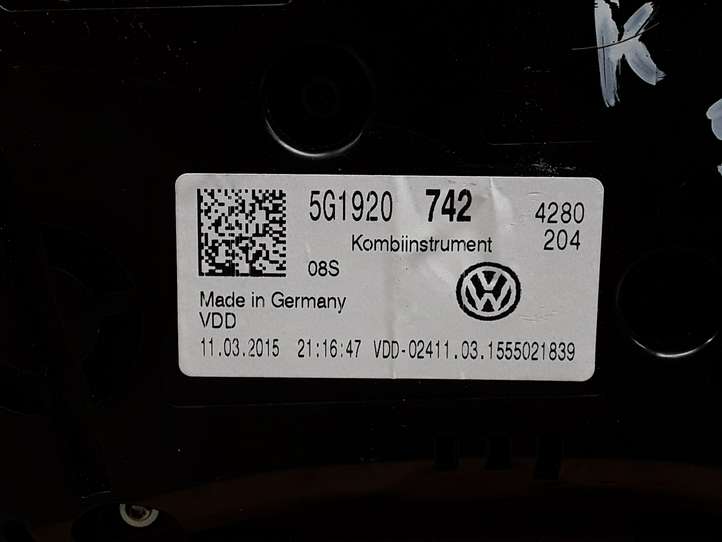 K
5G1920 742 4280
Kombiinstrument 204
08S
Made in Germany
VDD
11.03.2015 21:16:47 VDD-02411.03.1555021839